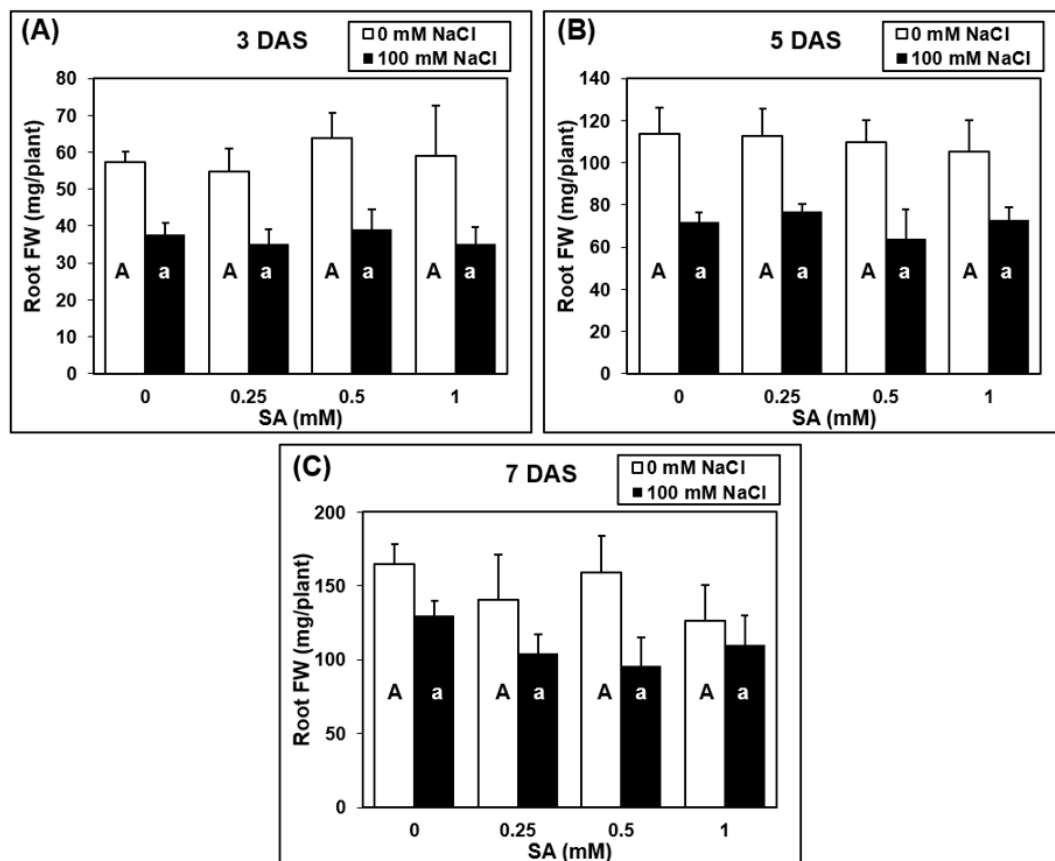 (A)
3 DAS
0 mM NaCl
100 mM NaCl
Root FW (mg/plant)
80
70
60
50
40
30
20
10
0
A a A a A a A a
0 0.25 0.5 1
SA (mM)
(B)
5 DAS
0 mM NaCl
100 mM NaCl
Root FW (mg/plant)
140
120
100
80
60
40
20
0
A a A a A a A a
0 0.25 0.5 1
SA (mM)
(C)
7 DAS
0 mM NaCl
100 mM NaCl
Root FW (mg/plant)
200
150
100
50
0
A a A a A a A a
0 0.25 0.5 1
SA (mM)